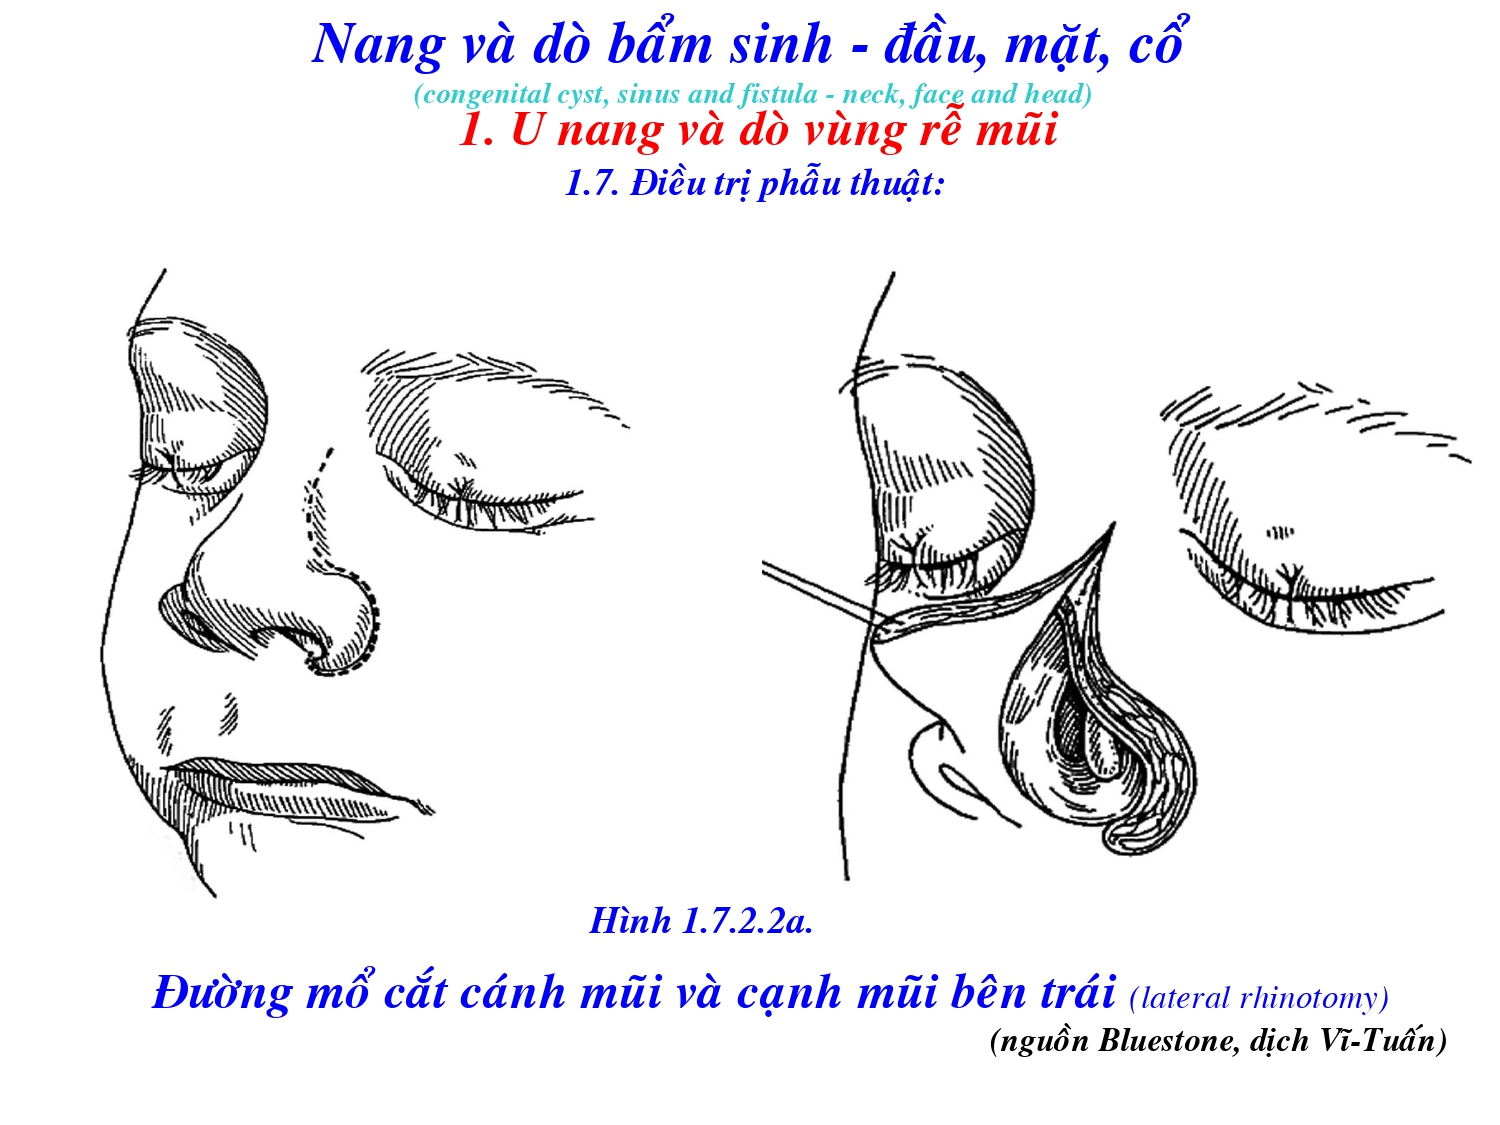 Nang và dò bẩm sinh - đầu, mặt, cổ
(congenital cyst, sinus and fistula - neck, face and head)
1. U nang và dò vùng rễ mũi
1.7. Điều trị phẫu thuật:
Hình 1.7.2.2a.
Đường mổ cắt cánh mũi và cạnh mũi bên trái (lateral rhinotomy)
(nguồn Bluestone, dịch Vĩ-Tuấn)